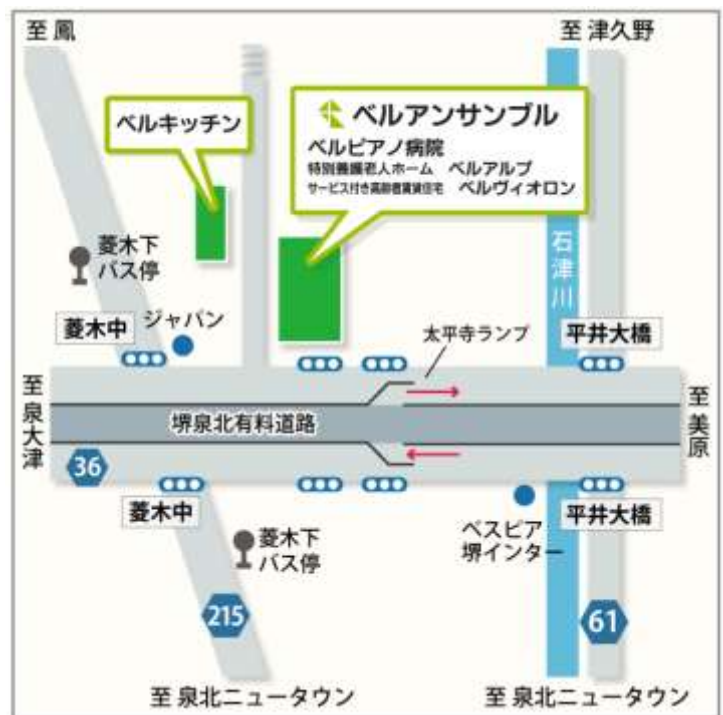 至 鳳
至 津久野
ベルキッチン
ベルアンサンブル
ベルピアノ病院
特別養護老人ホーム ベルアルプ
サービス付き高齢者賃貸住宅 ベルヴィオロン
石津川
菱木下
バス停
菱木中
ジャパン
太平寺ランプ
平井大橋
至泉大津
堺泉北有料道路
至美原
36
菱木中
菱木下
バス停
ベスピア
堺インター
平井大橋
215
61
至 泉北ニュータウン
至 泉北ニュータウン